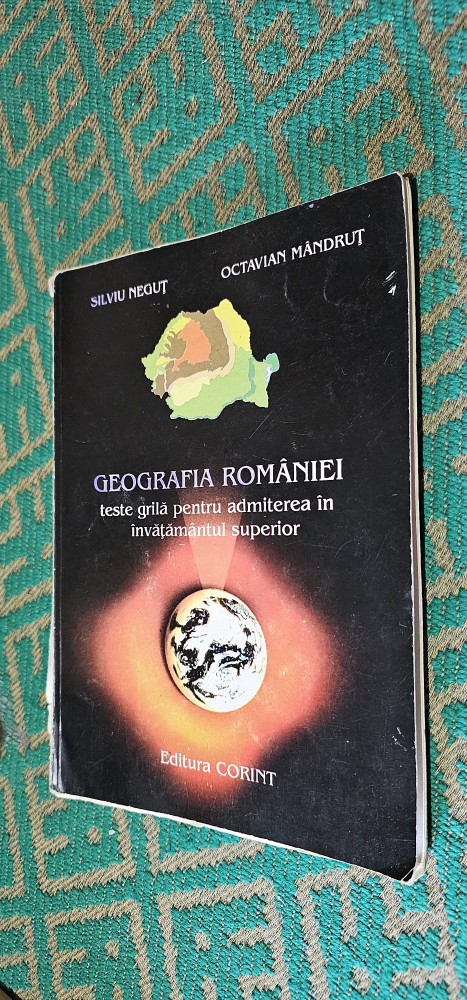 SILVIU NEGUȚ
OCTAVIAN MÂNDRUȚ
GEOGRAFIA ROMÂNIEI
teste grilă pentru admiterea în
învățământul superior
Editura CORINT